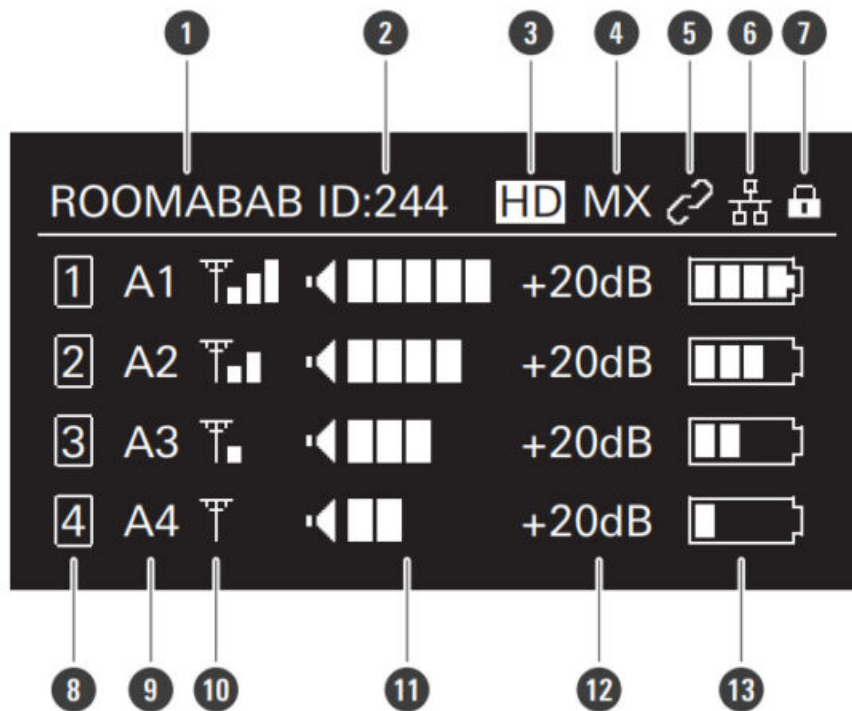 1 2 3 4 5 6 7
ROOMABAB ID:244 HD MX
1 A1 +20dB
2 A2 +20dB
3 A3 +20dB
4 A4 +20dB
8 9 10 11 12 13